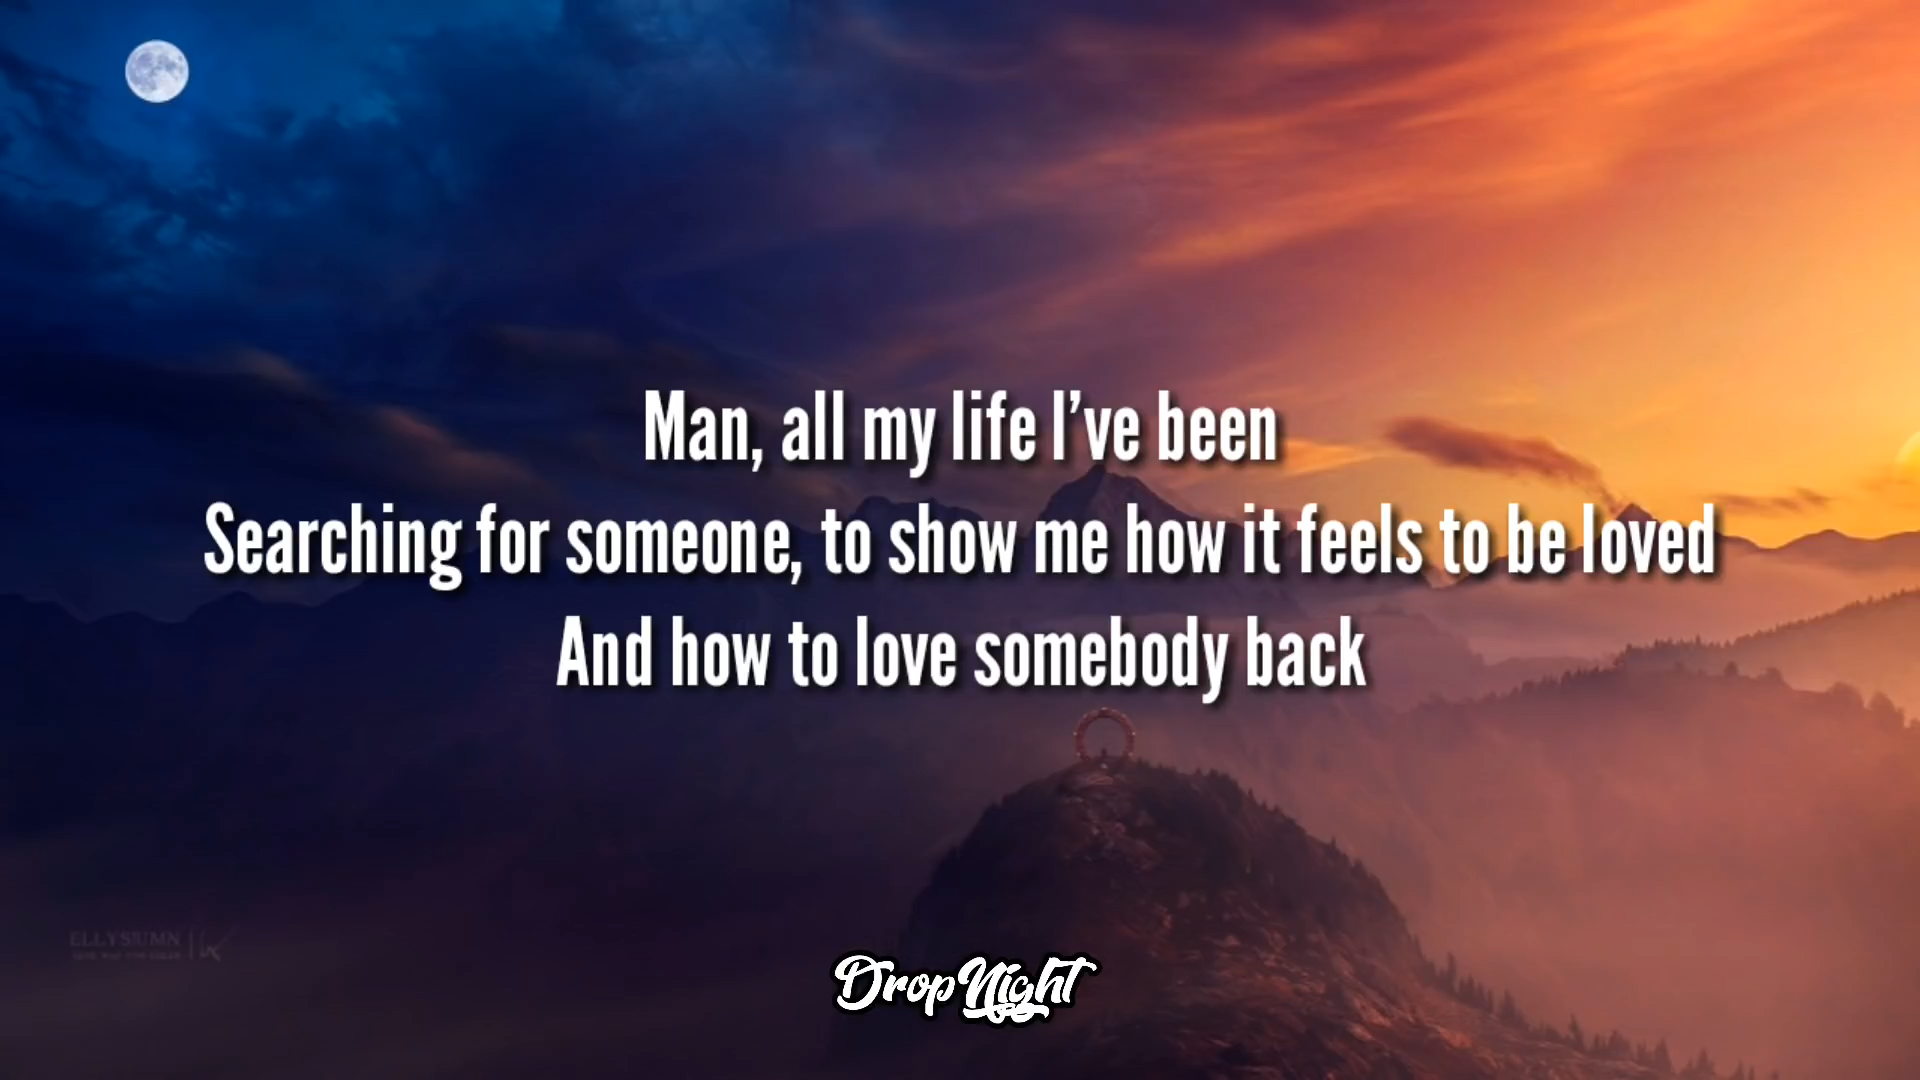 Man, all my life I’ve been
Searching for someone, to show me how it feels to be loved
And how to love somebody back
ELLYSIUMN
DropNight